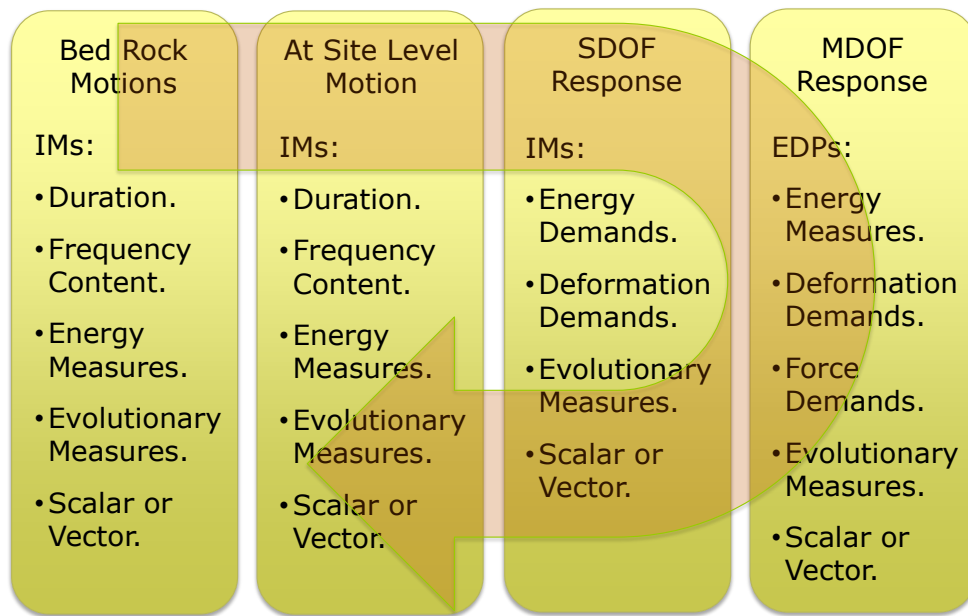 Bed Rock
Motions
IMs:
•Duration.
•Frequency
Content.
•Energy
Measures.
•Evolutionary
Measures.
•Scalar or
Vector.
At Site Level
Motion
IMs:
•Duration.
•Frequency
Content.
•Energy
Measures.
•Evolutionary
Measures.
•Scalar or
Vector.
SDOF
Response
IMs:
•Energy
Demands.
•Deformation
Demands.
•Evolutionary
Measures.
•Scalar or
Vector.
MDOF
Response
EDPs:
•Energy
Measures.
•Deformation
Demands.
•Force
Demands.
•Evolutionary
Measures.
•Scalar or
Vector.